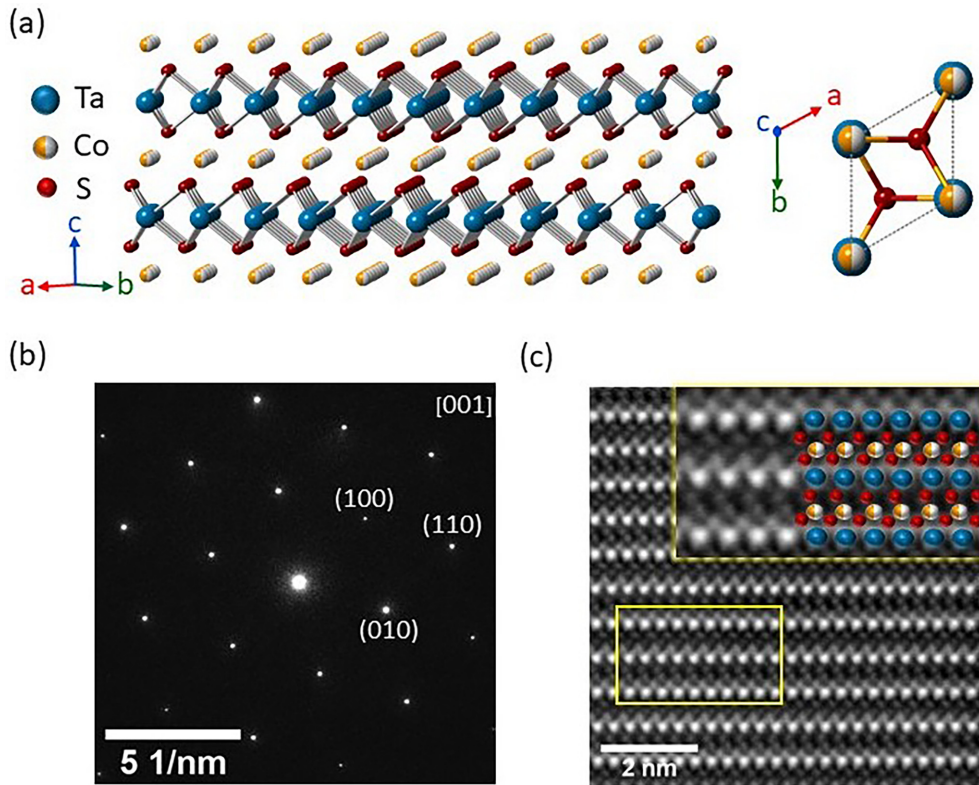 (a)
Ta
Co
S
c
a
b
c
a
b
(b)
[001]
(100)
(110)
(010)
5 1/nm
(c)
2 nm